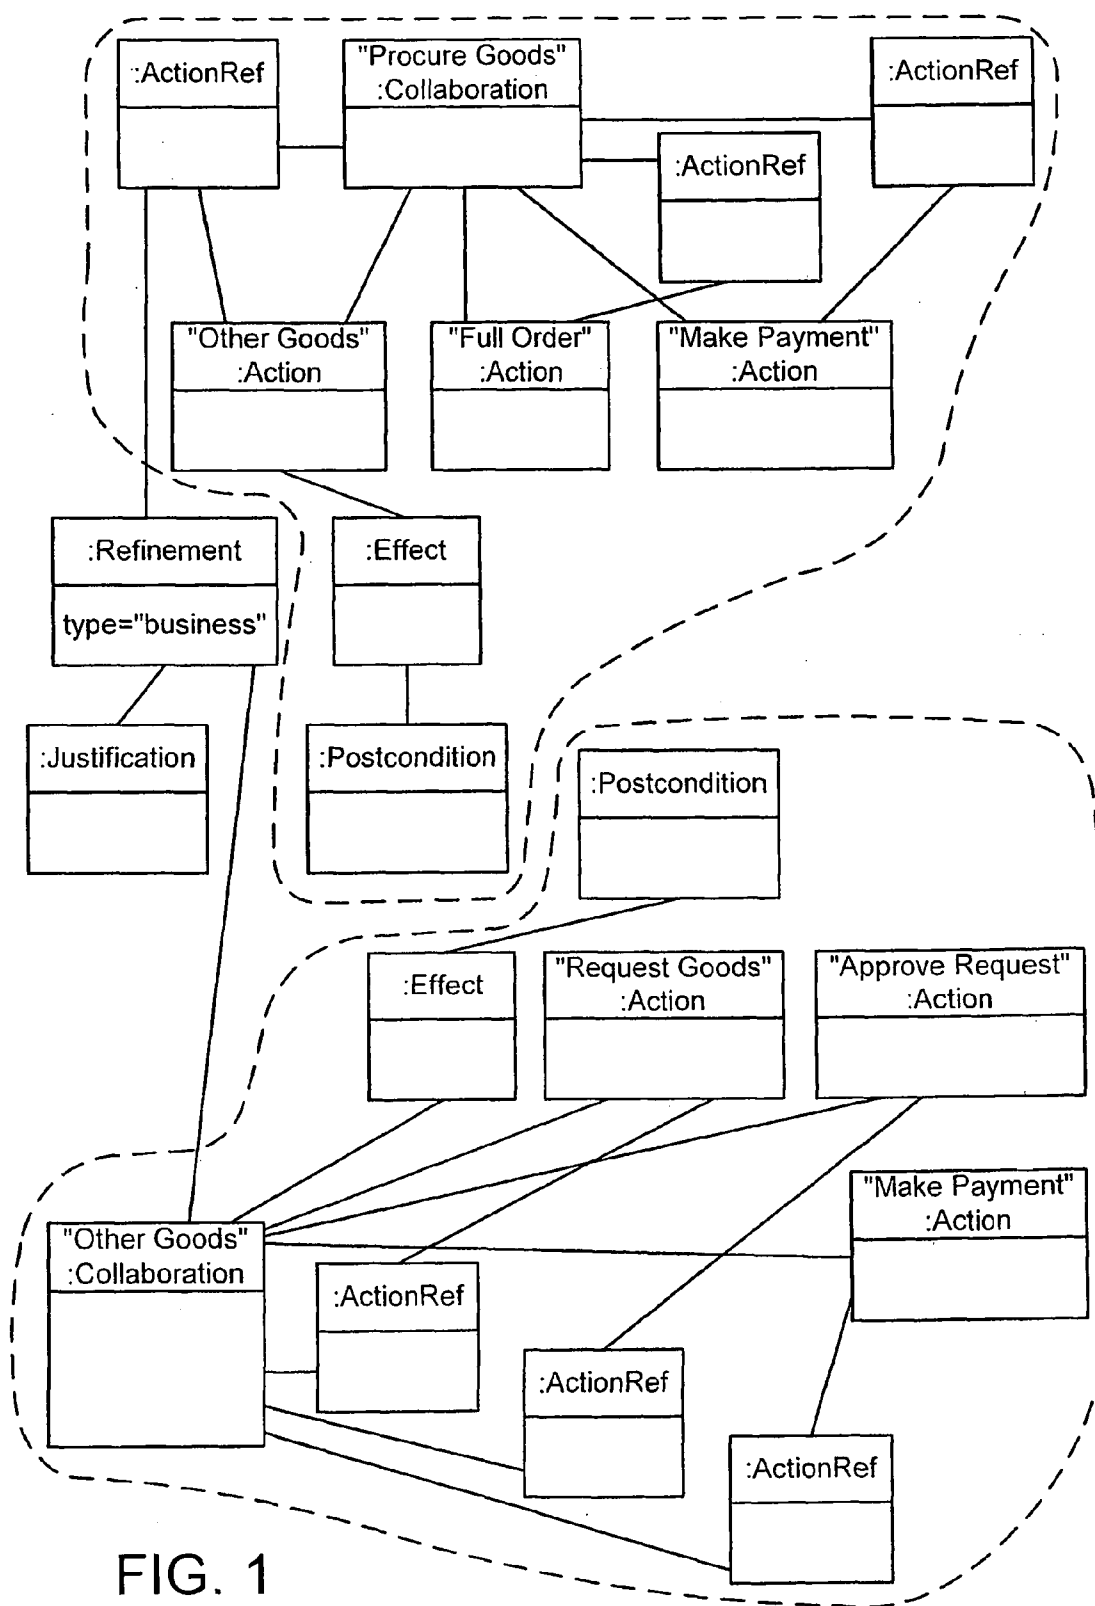 :ActionRef
"Procure Goods"
:Collaboration
:ActionRef
:ActionRef
"Other Goods"
:Action
"Full Order"
:Action
"Make Payment"
:Action
:Refinement
type="business"
:Effect
:Justification
:Postcondition
:Postcondition
:Effect
"Request Goods"
:Action
"Approve Request"
:Action
"Make Payment"
:Action
"Other Goods"
:Collaboration
:ActionRef
:ActionRef
:ActionRef
FIG. 1